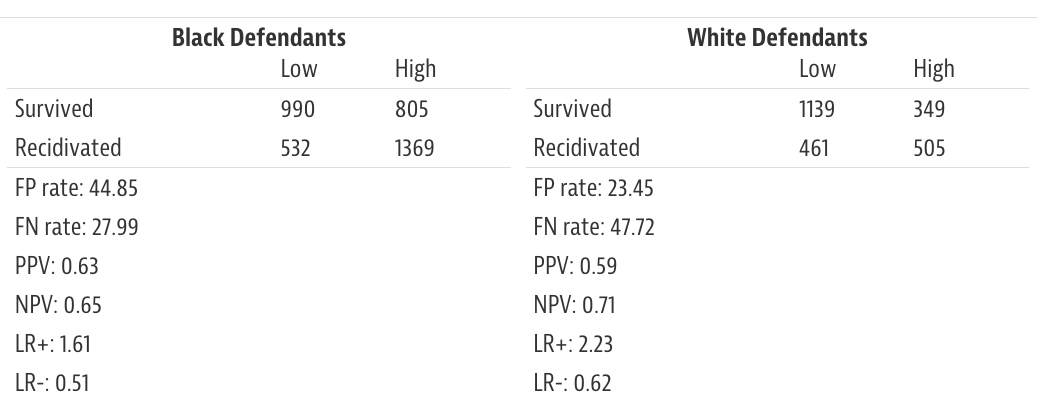 Black Defendants White Defendants
Low High Low High
Survived 990 805 Survived 1139 349
Recidivated 532 1369 Recidivated 461 505
FP rate: 44.85 FP rate: 23.45
FN rate: 27.99 FN rate: 47.72
PPV: 0.63 PPV: 0.59
NPV: 0.65 NPV: 0.71
LR+: 1.61 LR+: 2.23
LR-: 0.51 LR-: 0.62